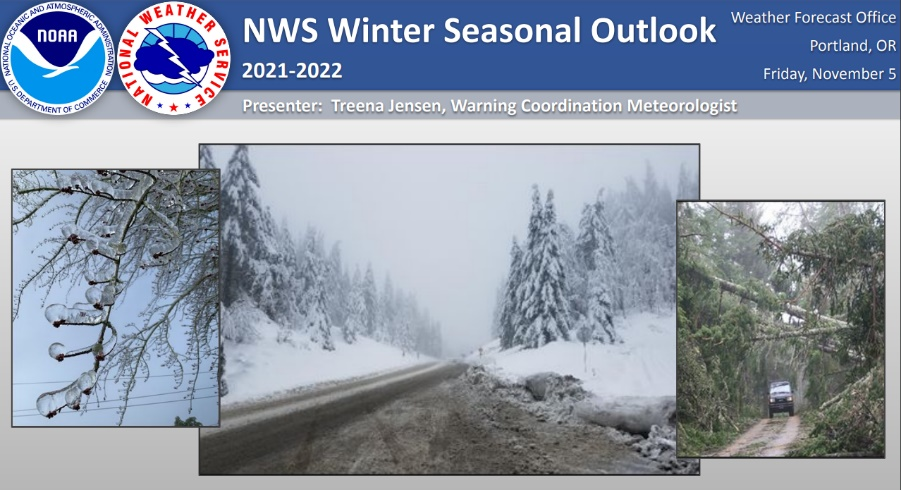 NATIONAL OCEANIC AND ATMOSPHERIC ADMINISTRATION
NOAA
U.S. DEPARTMENT OF COMMERCE
NATIONAL WEATHER SERVICE
NWS Winter Seasonal Outlook
2021-2022
Weather Forecast Office
Portland, OR
Friday, November 5
Presenter: Treena Jensen, Warning Coordination Meteorologist